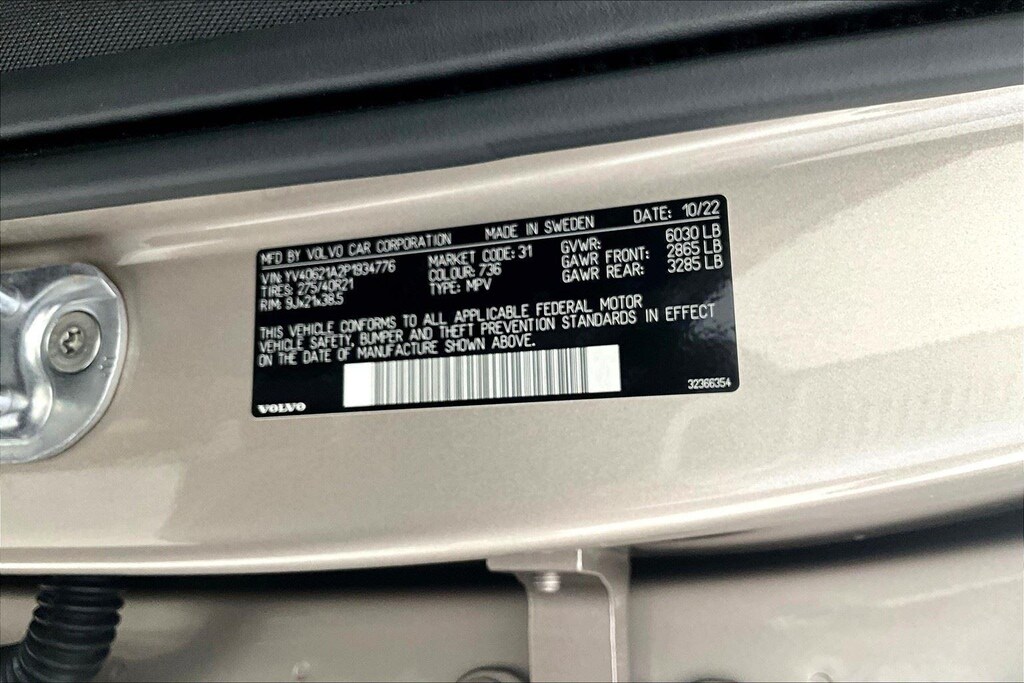 MFD BY VOLVO CAR CORPORATION MADE IN SWEDEN DATE: 10/22
VIN: YV40621A2P1934776 MARKET CODE: 31 GVWR: 6030 LB
TIRES: 275/40R21 COLOUR: 736 GAWR FRONT: 2865 LB
RIM: 9Jx21x38.5 TYPE: MPV GAWR REAR: 3285 LB
THIS VEHICLE CONFORMS TO ALL APPLICABLE FEDERAL MOTOR
VEHICLE SAFETY, BUMPER AND THEFT PREVENTION STANDARDS IN EFFECT
ON THE DATE OF MANUFACTURE SHOWN ABOVE.
VOLVO 32366354